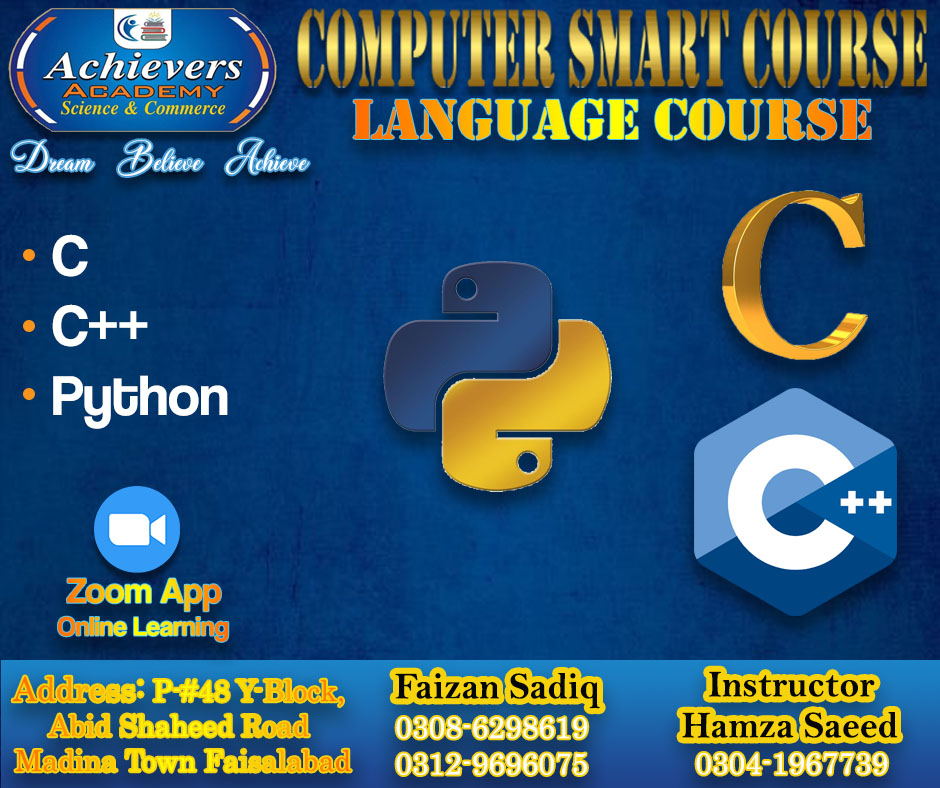 Achievers
ACADEMY
Science & Commerce
Dream Believe Achieve
COMPUTER SMART COURSE
LANGUAGE COURSE
• C
• C++
• Python
C
C++
Zoom App
Online Learning
Address: P-#48 Y-Block,
Abid Shaheed Road
Madina Town Faisalabad
Faizan Sadiq
0308-6298619
0312-9696075
Instructor
Hamza Saeed
0304-1967739